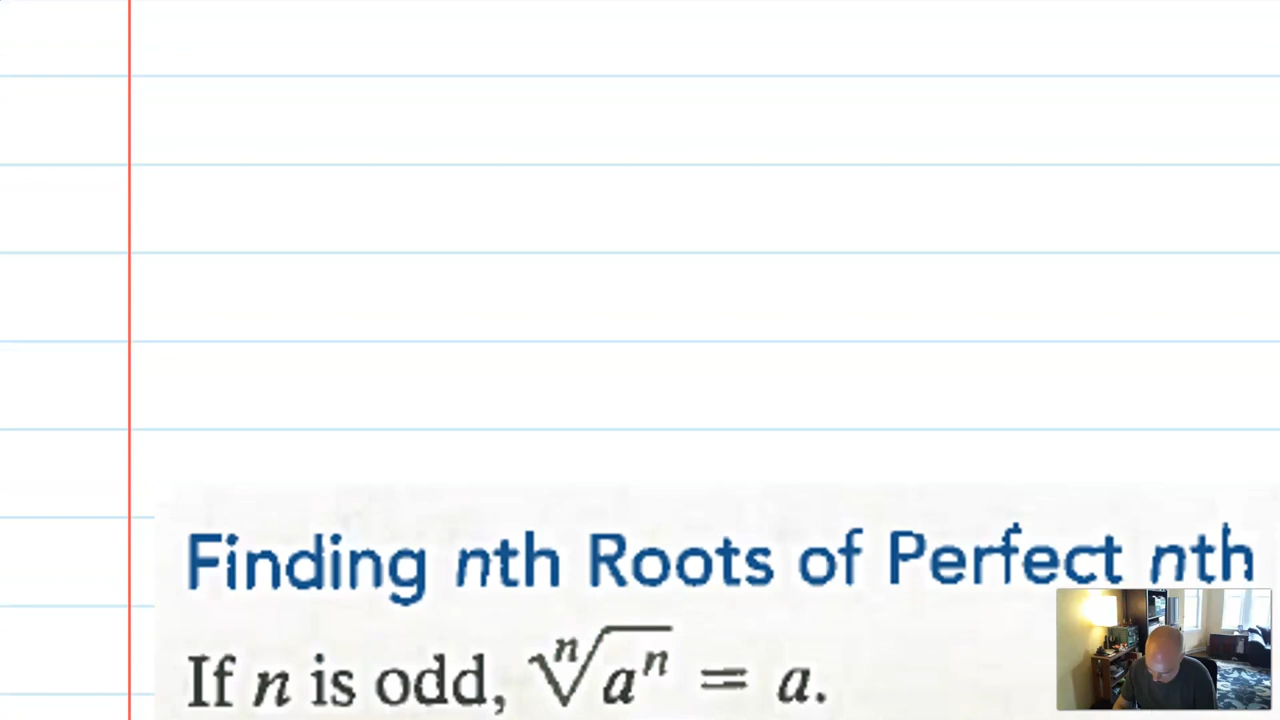 Finding nth Roots of Perfect nth
If n is odd, ⁿ√aⁿ = a.